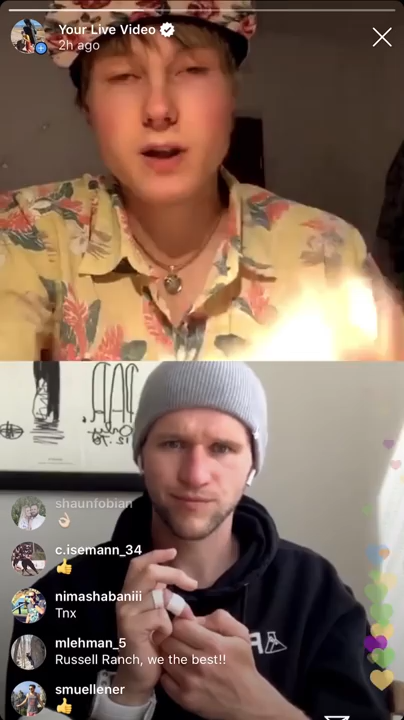 Your Live Video
2h ago
shaunfobian
👌🏻
c.isemann_34
👍
nimashabaniii
Tnx
mlehman_5
Russell Ranch, we the best!!
smuellener
👍